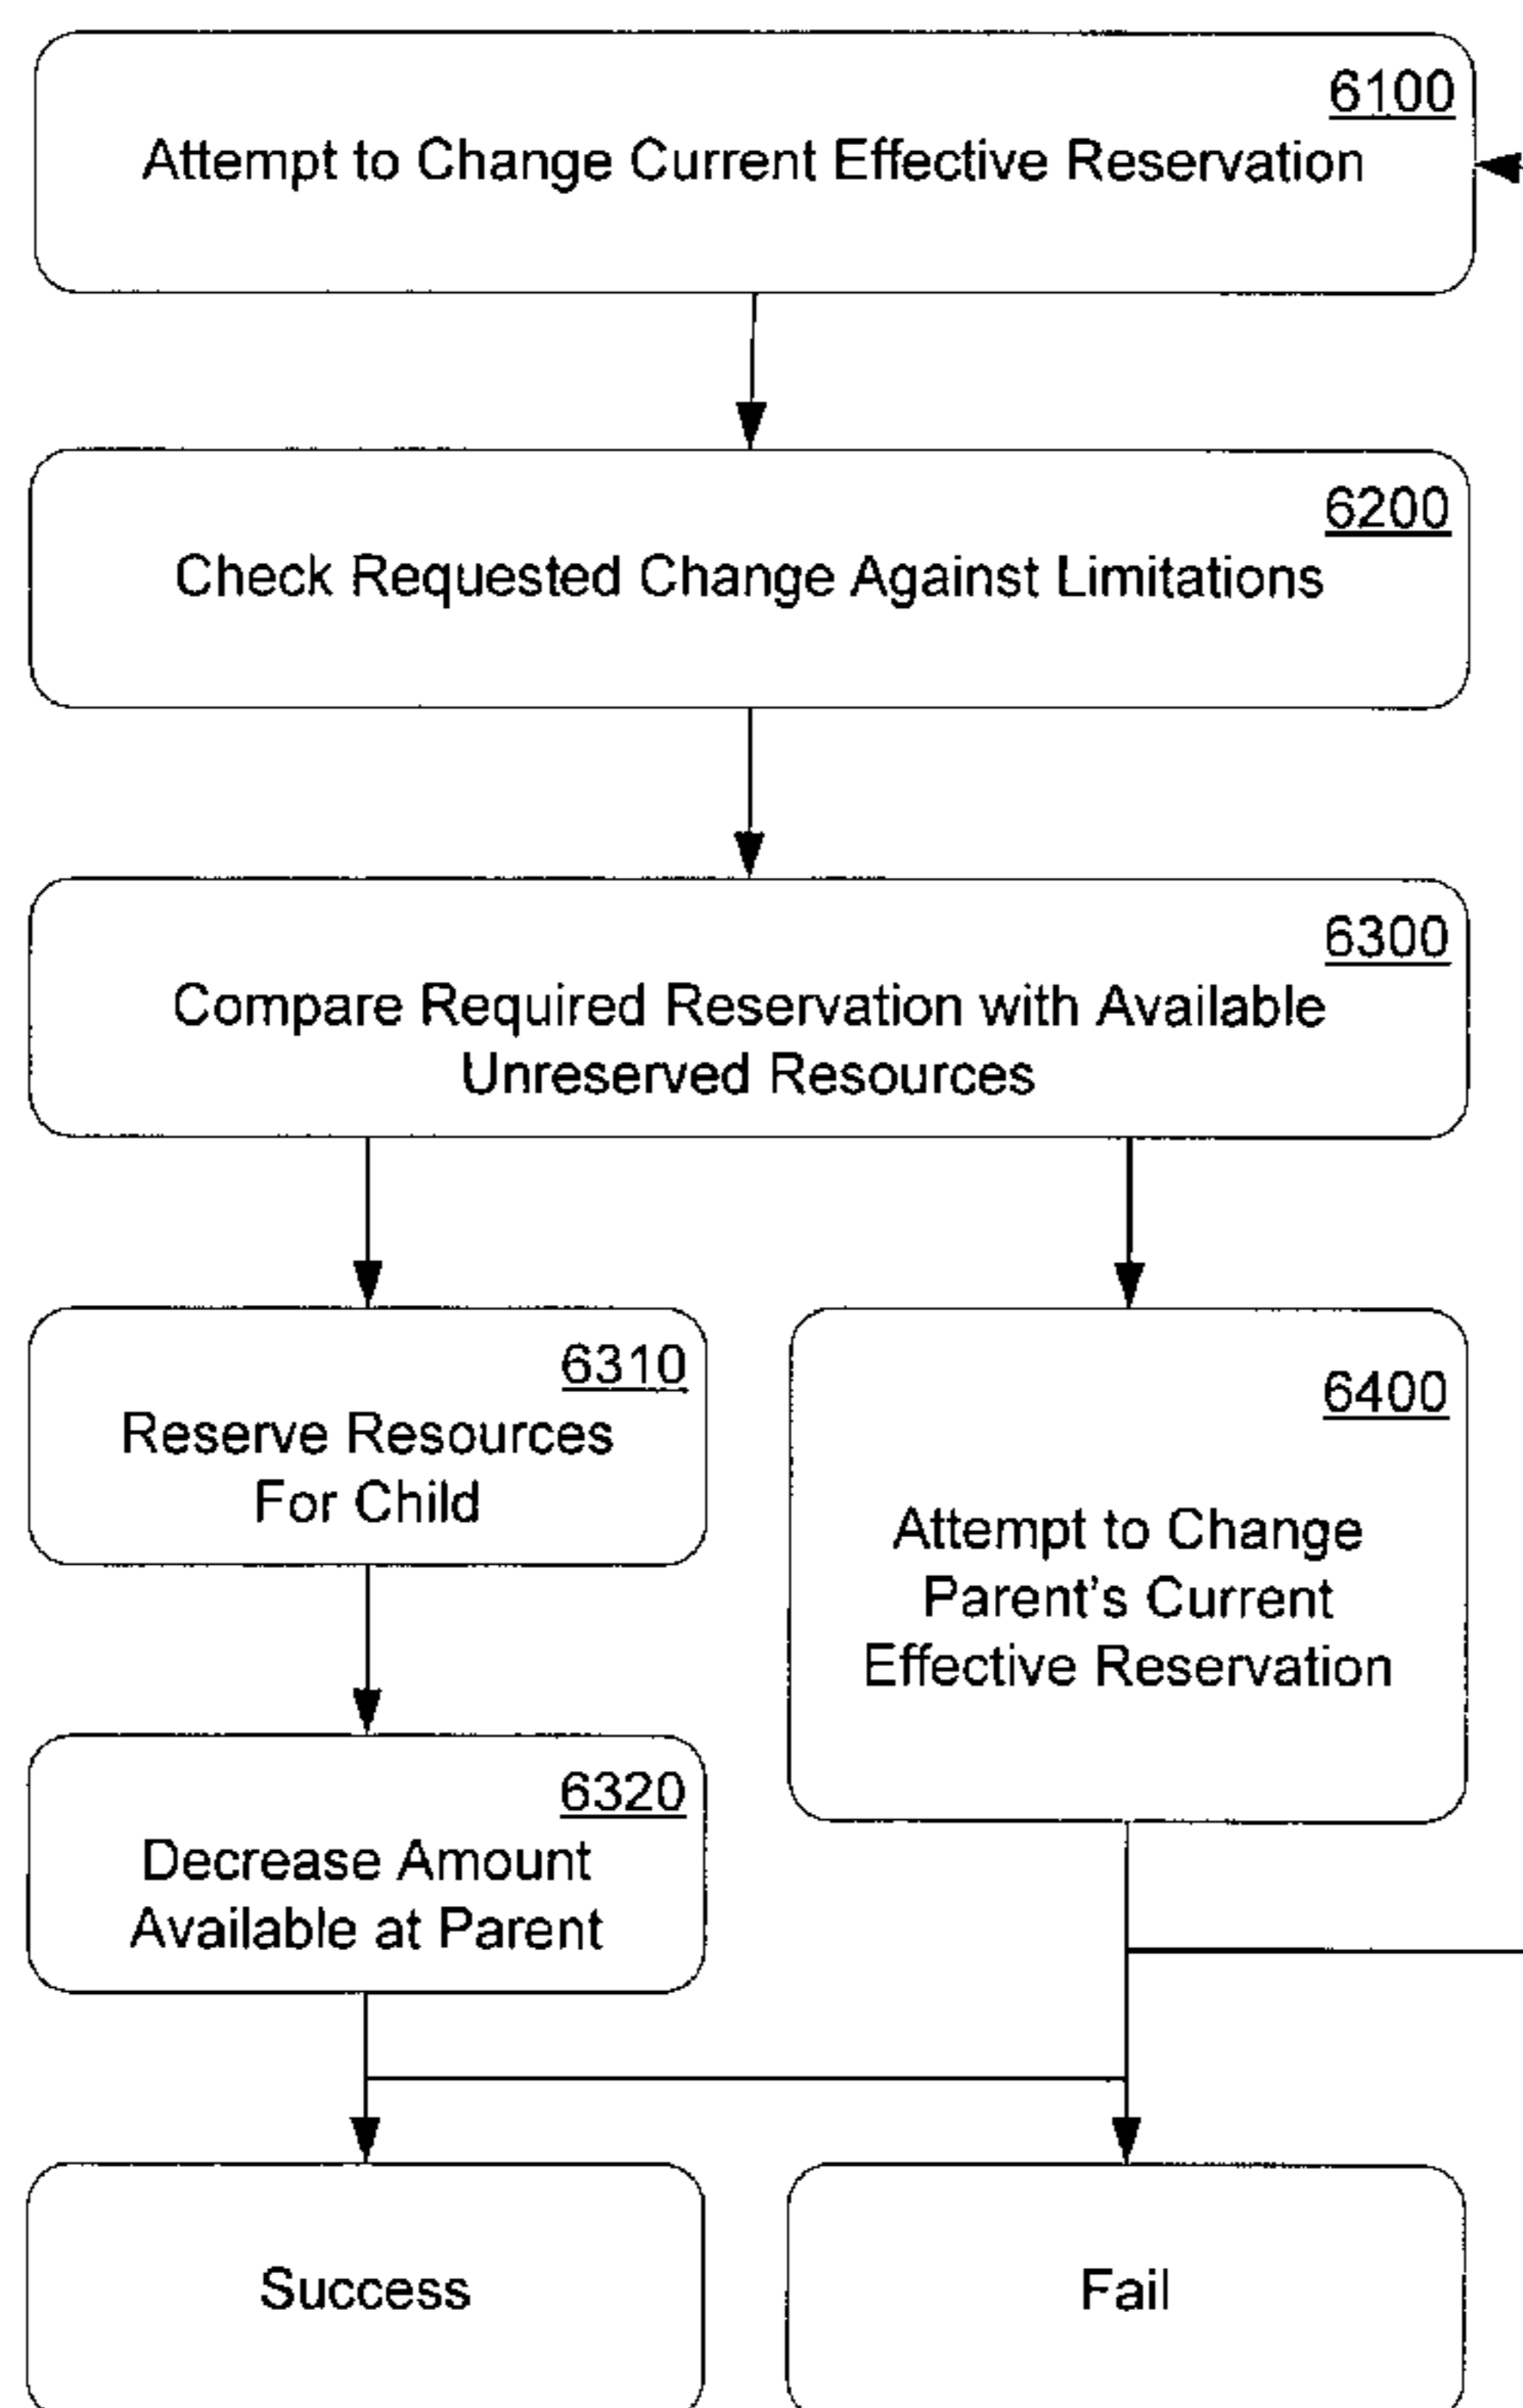 6100
Attempt to Change Current Effective Reservation
6200
Check Requested Change Against Limitations
6300
Compare Required Reservation with Available
Unreserved Resources
6310
Reserve Resources
For Child
6400
Attempt to Change
Parent's Current
Effective Reservation
6320
Decrease Amount
Available at Parent
Success
Fail